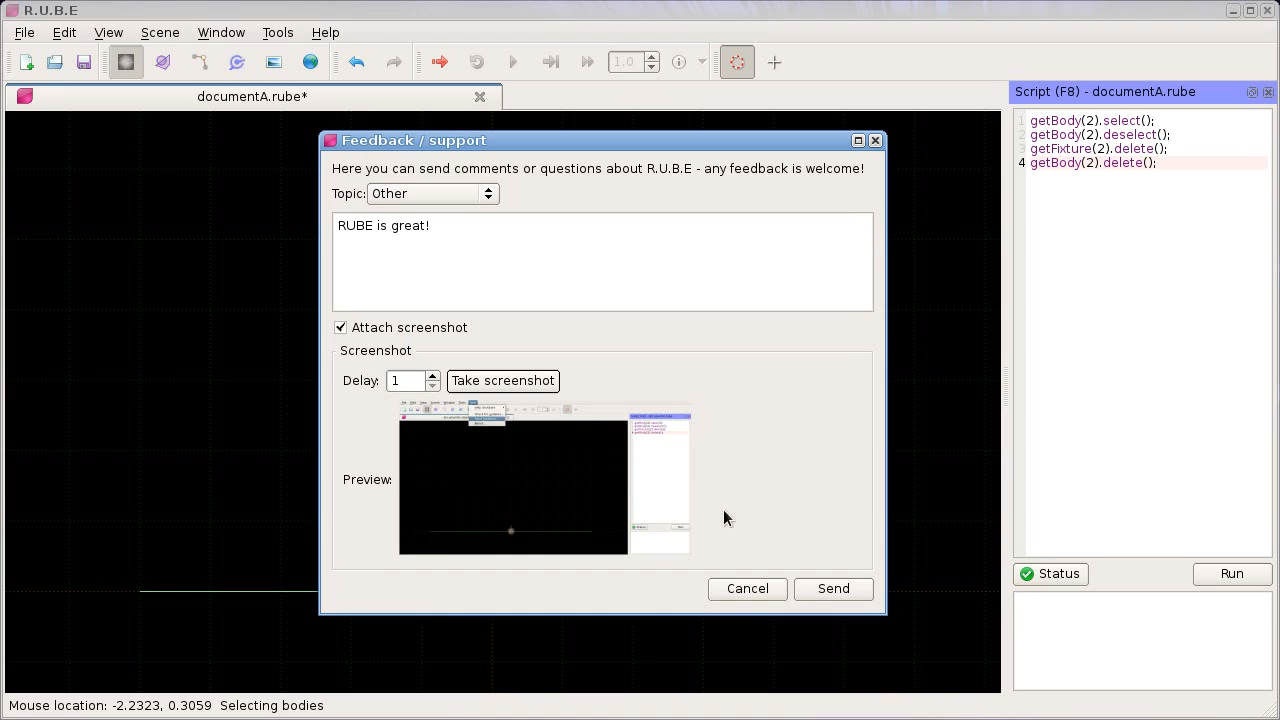 R.U.B.E
File Edit View Scene Window Tools Help
1.0
documentA.rube*
Script (F8) - documentA.rube
1 getBody(2).select();
2 getBody(2).deselect();
3 getFixture(2).delete();
4 getBody(2).delete();
Feedback / support
Here you can send comments or questions about R.U.B.E - any feedback is welcome!
Topic: Other
RUBE is great!
Attach screenshot
Screenshot
Delay: 1 Take screenshot
Preview:
Cancel Send
Status Run
Mouse location: -2.2323, 0.3059 Selecting bodies